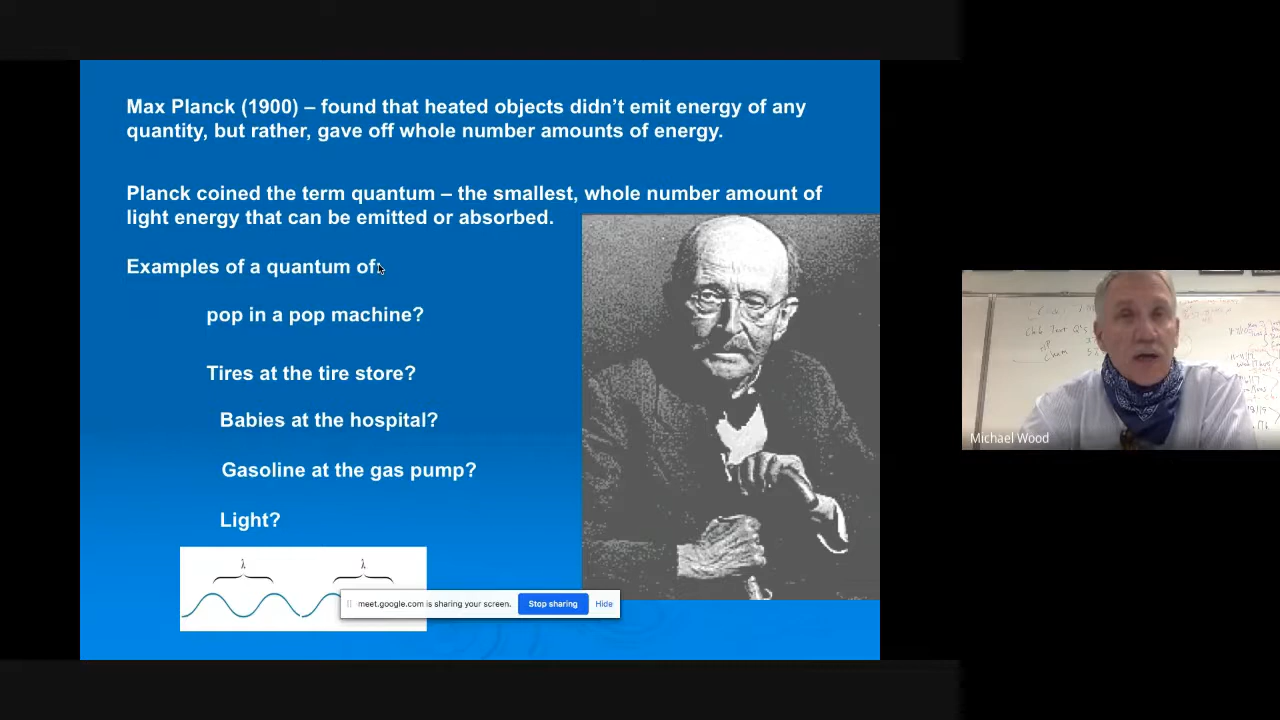 Max Planck (1900) – found that heated objects didn't emit energy of any
quantity, but rather, gave off whole number amounts of energy.
Planck coined the term quantum – the smallest, whole number amount of
light energy that can be emitted or absorbed.
Examples of a quantum of:
pop in a pop machine?
Tires at the tire store?
Babies at the hospital?
Gasoline at the gas pump?
Light?
λ λ
meet.google.com is sharing your screen. Stop sharing Hide
Michael Wood